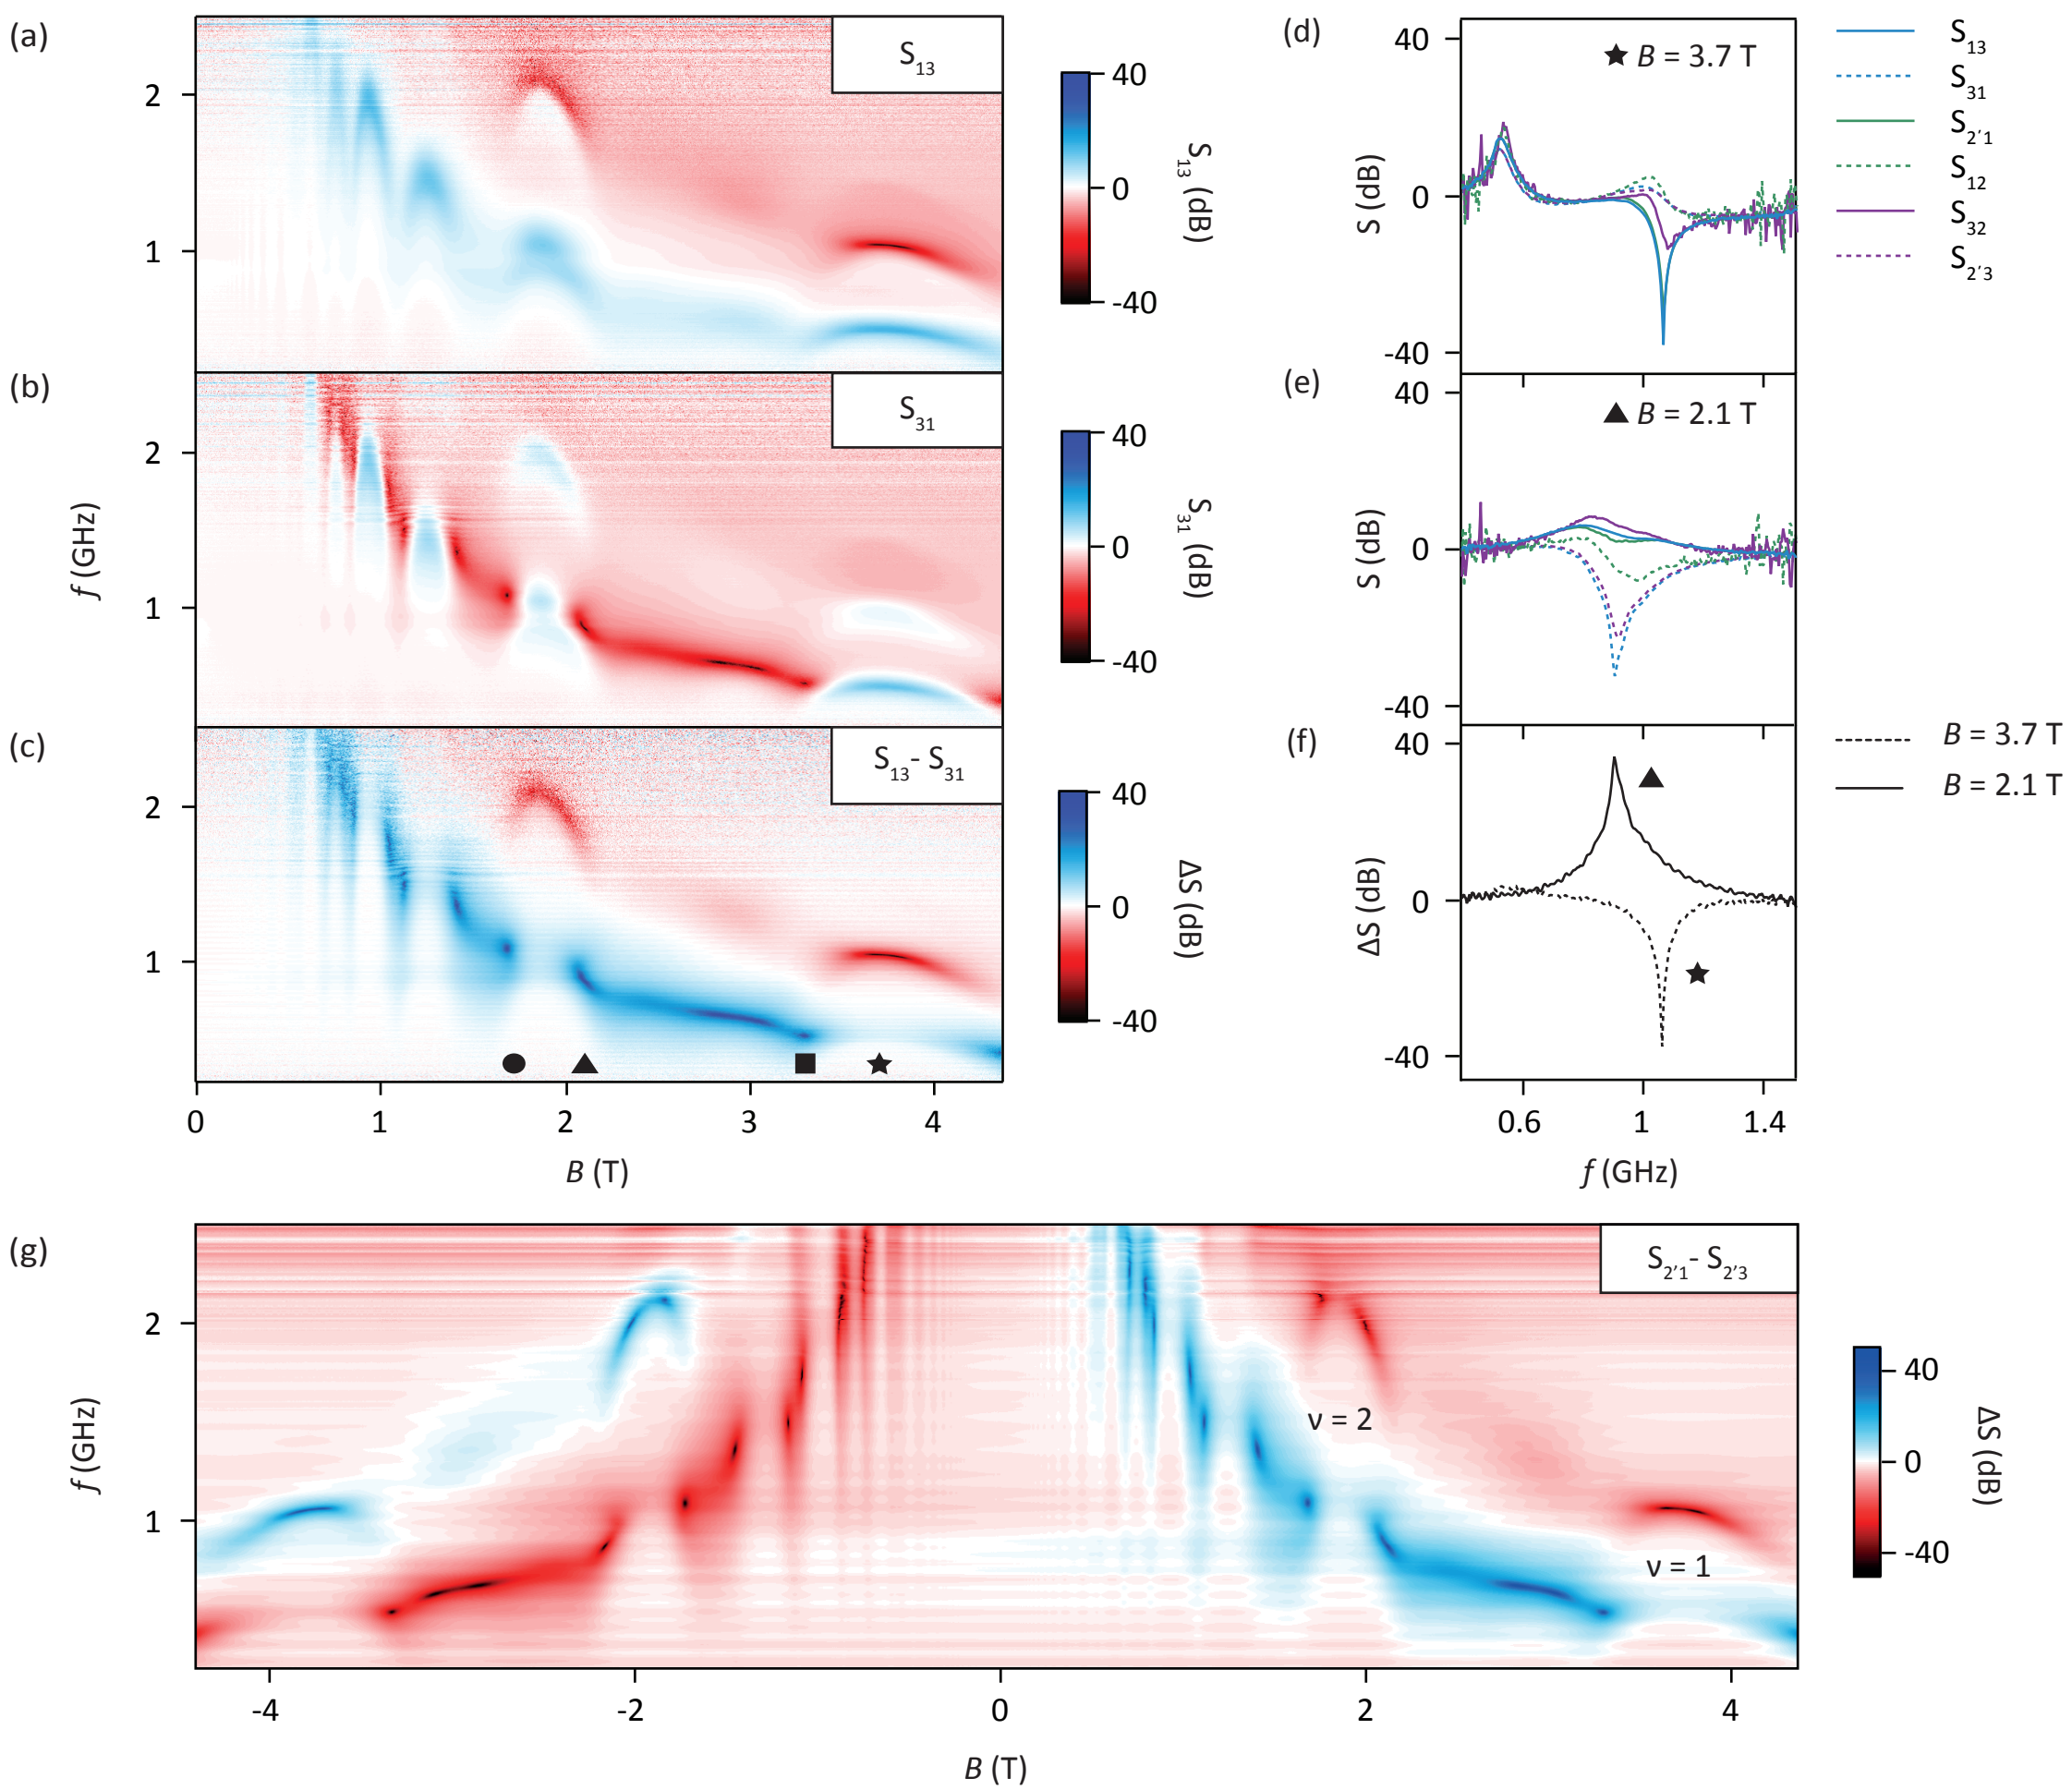 (a)
S13
2
1
40
0
-40
S13 (dB)
(b)
S31
2
1
f (GHz)
40
0
-40
S31 (dB)
(c)
S13- S31
2
1
40
0
-40
ΔS (dB)
0
1
2
3
4
B (T)
(d)
★ B = 3.7 T
40
0
-40
S (dB)
S13
S31
S2'1
S12
S32
S2'3
(e)
▲ B = 2.1 T
40
0
-40
S (dB)
(f)
40
0
-40
ΔS (dB)
B = 3.7 T
B = 2.1 T
0.6
1
1.4
f (GHz)
(g)
S2'1- S2'3
2
1
f (GHz)
ν = 2
ν = 1
40
0
-40
ΔS (dB)
-4
-2
0
2
4
B (T)